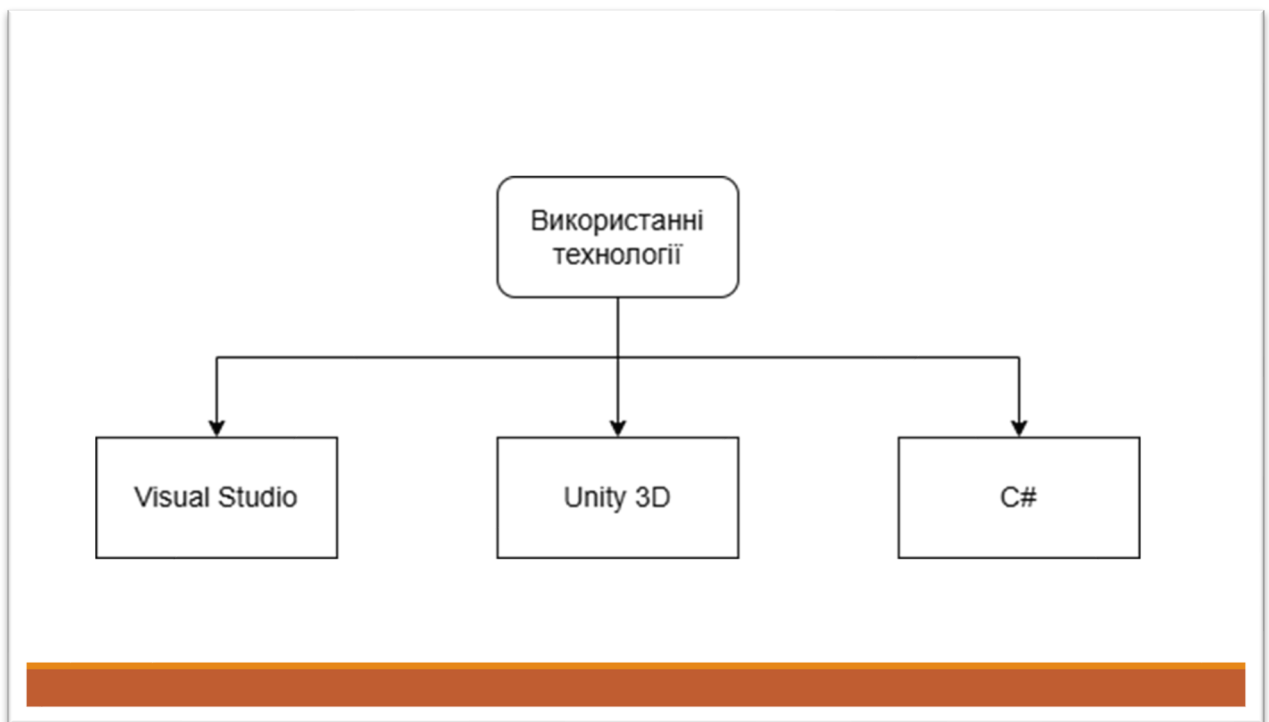 Використанні
технології
Visual Studio
Unity 3D
C#